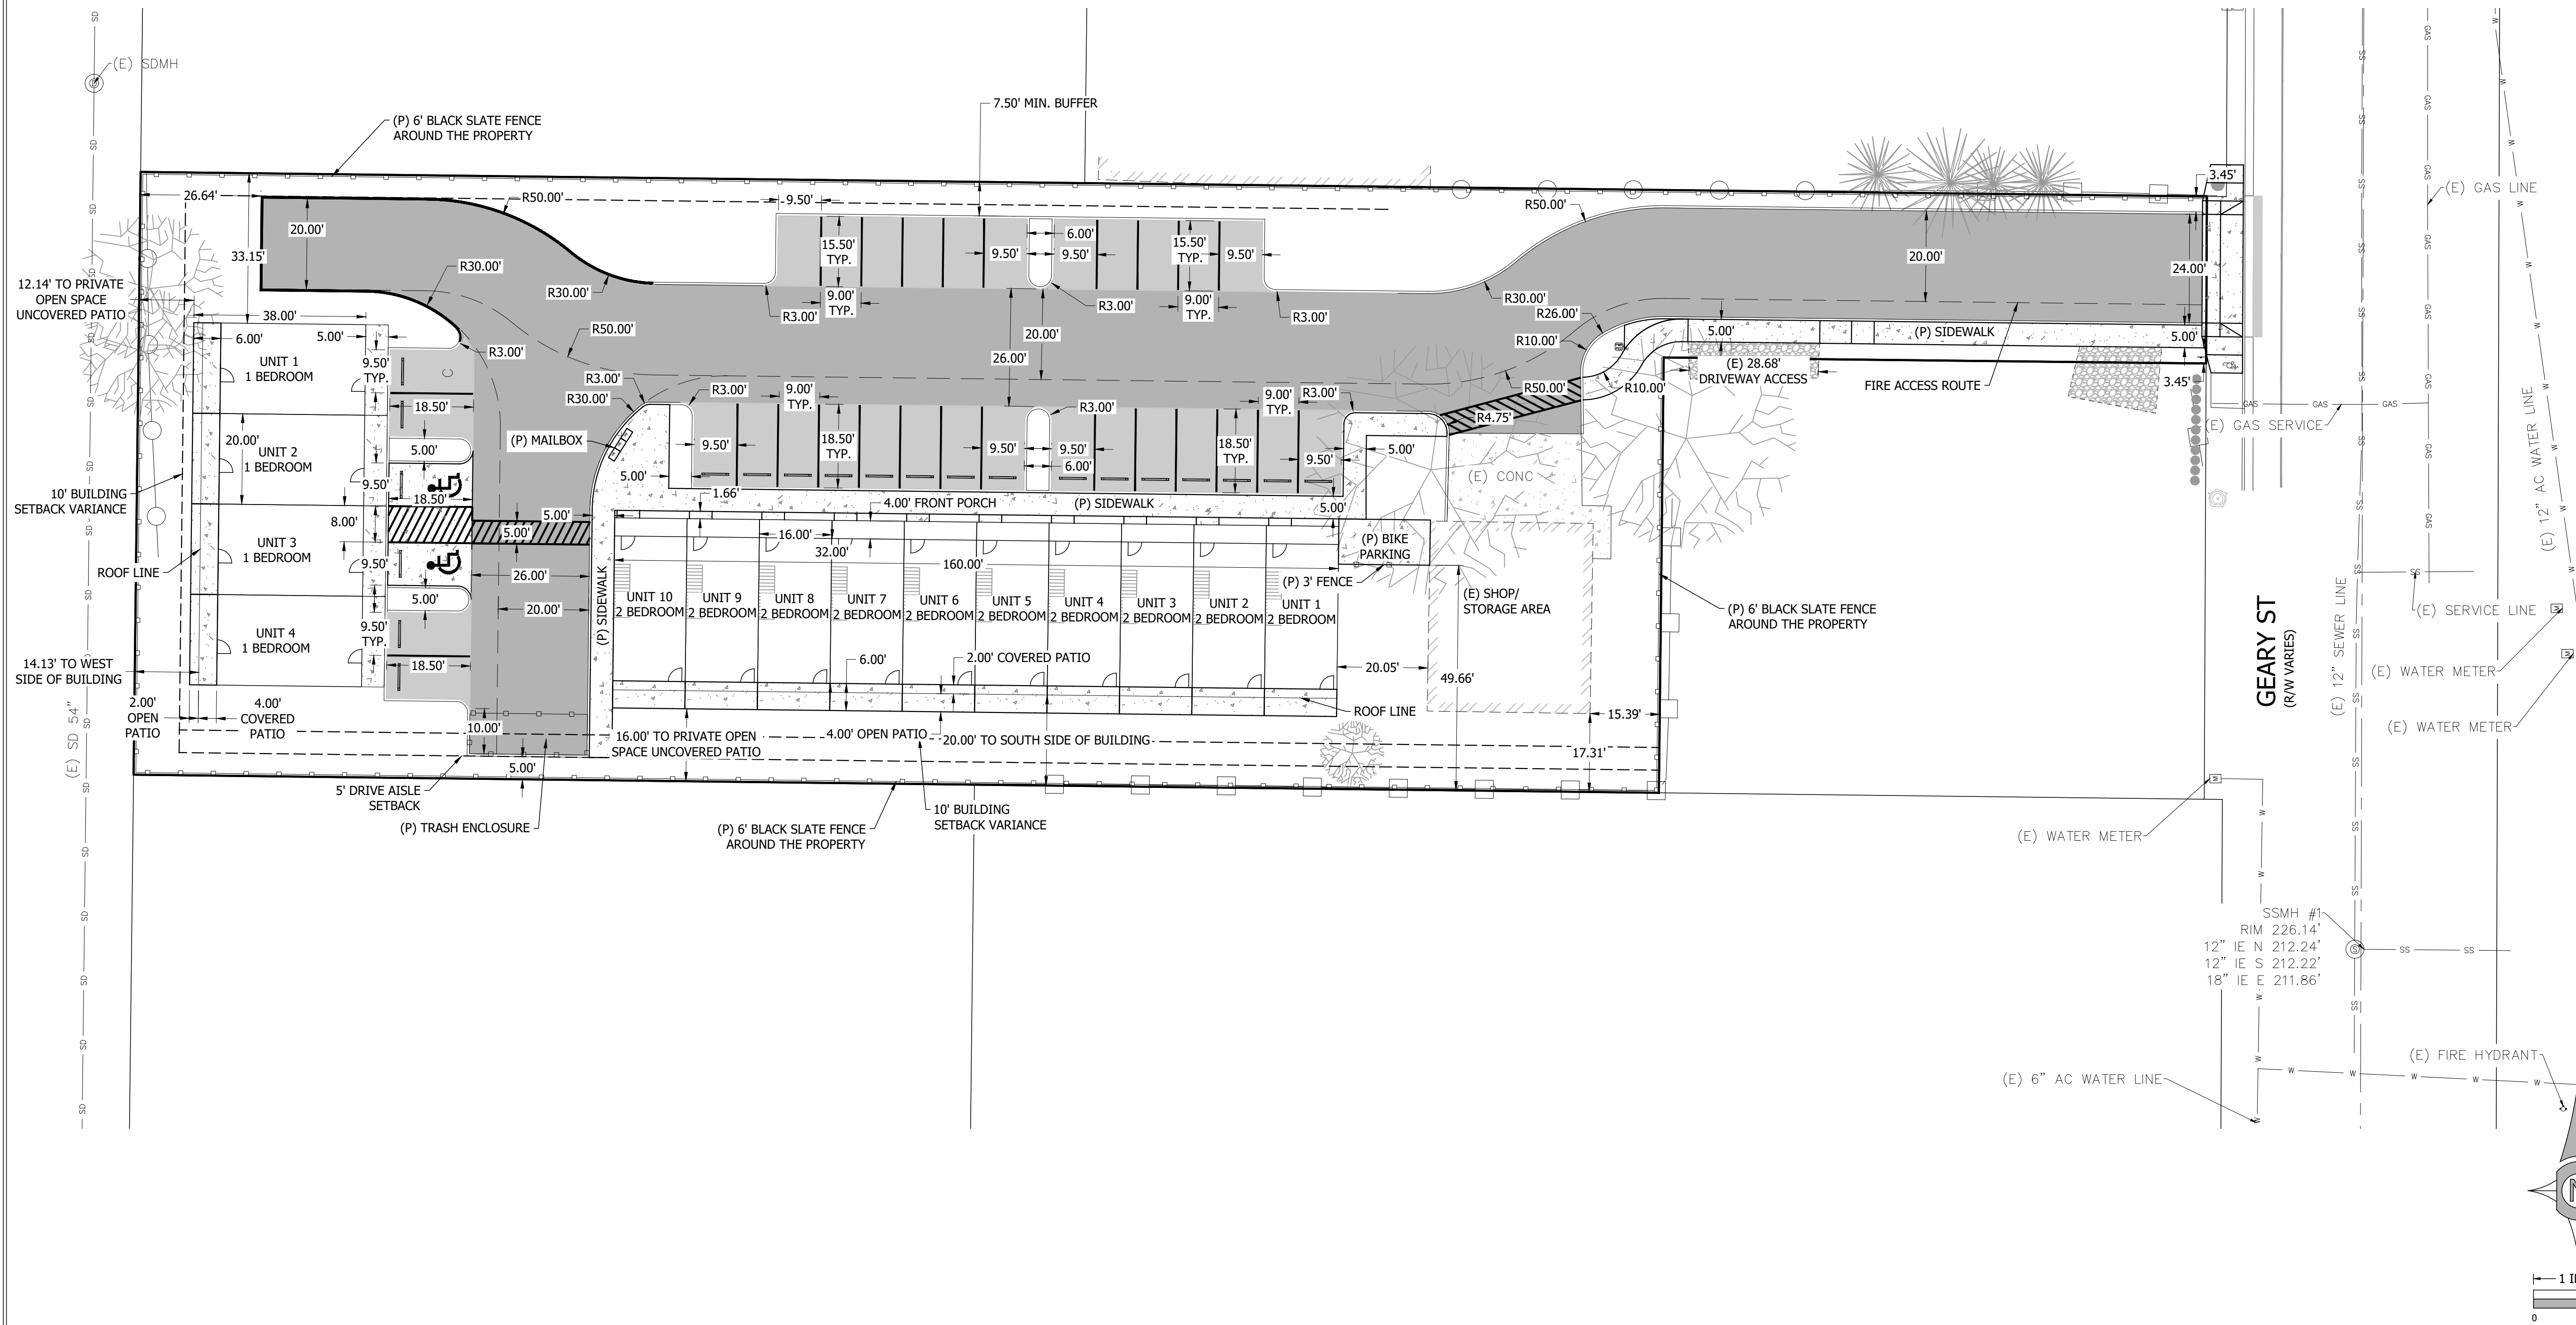 (E) SDMH
(P) 6' BLACK SLATE FENCE
AROUND THE PROPERTY
7.50' MIN. BUFFER
3.45'
(E) GAS LINE
26.64'
R50.00'
9.50'
R50.00'
20.00'
33.15'
15.50'
TYP.
6.00'
9.50'
9.50'
15.50'
TYP.
9.50'
20.00'
24.00'
R30.00'
R30.00'
R3.00'
9.00'
TYP.
R3.00'
9.00'
TYP.
R3.00'
R30.00'
R26.00'
12.14' TO PRIVATE
OPEN SPACE
UNCOVERED PATIO
38.00'
6.00'
5.00'
R3.00'
R50.00'
20.00'
26.00'
R10.00'
5.00'
(P) SIDEWALK
5.00'
UNIT 1
1 BEDROOM
9.50'
TYP.
C
R3.00'
R30.00'
R3.00'
9.00'
TYP.
R3.00'
9.00'
TYP.
R3.00'
R50.00'
R10.00'
(E) 28.68'
DRIVEWAY ACCESS
FIRE ACCESS ROUTE
3.45'
18.50'
R4.75'
GAS
GAS
GAS
(E) GAS SERVICE
20.00'
UNIT 2
1 BEDROOM
5.00'
(P) MAILBOX
9.50'
18.50'
TYP.
9.50'
9.50'
6.00'
18.50'
TYP.
9.50'
5.00'
(E) CONC
9.50'
18.50'
5.00'
10' BUILDING
SETBACK VARIANCE
1.66'
4.00' FRONT PORCH
(P) SIDEWALK
5.00'
8.00'
5.00'
5.00'
UNIT 3
1 BEDROOM
9.50'
16.00'
32.00'
160.00'
(P) BIKE
PARKING
(P) 3' FENCE
ROOF LINE
26.00'
20.00'
5.00'
(P) SIDEWALK
UNIT 10
2 BEDROOM
UNIT 9
2 BEDROOM
UNIT 8
2 BEDROOM
UNIT 7
2 BEDROOM
UNIT 6
2 BEDROOM
UNIT 5
2 BEDROOM
UNIT 4
2 BEDROOM
UNIT 3
2 BEDROOM
UNIT 2
2 BEDROOM
UNIT 1
2 BEDROOM
(E) SHOP/
STORAGE AREA
(P) 6' BLACK SLATE FENCE
AROUND THE PROPERTY
UNIT 4
1 BEDROOM
9.50'
TYP.
18.50'
14.13' TO WEST
SIDE OF BUILDING
6.00'
2.00' COVERED PATIO
20.05'
49.66'
2.00'
OPEN
PATIO
4.00'
COVERED
PATIO
10.00'
ROOF LINE
15.39'
16.00' TO PRIVATE OPEN
SPACE UNCOVERED PATIO
4.00' OPEN PATIO
20.00' TO SOUTH SIDE OF BUILDING
17.31'
5.00'
5' DRIVE AISLE
SETBACK
(P) TRASH ENCLOSURE
(P) 6' BLACK SLATE FENCE
AROUND THE PROPERTY
10' BUILDING
SETBACK VARIANCE
(E) SD 54"
GEARY ST
(R/W VARIES)
(E) 12" SEWER LINE
(E) 12" AC WATER LINE
(E) SERVICE LINE
(E) WATER METER
(E) WATER METER
(E) WATER METER
SSMH #1
RIM 226.14'
12" IE N 212.24'
12" IE S 212.22'
18" IE E 211.86'
(E) FIRE HYDRANT
(E) 6" AC WATER LINE
0